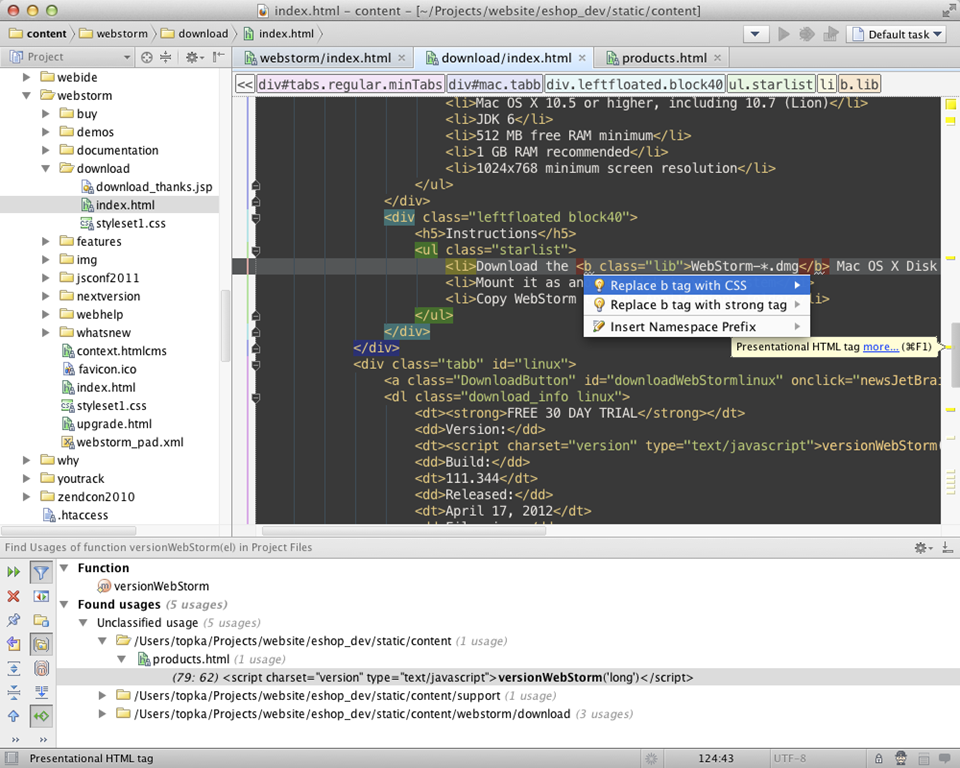 index.html – content – [~/Projects/website/eshop_dev/static/content]
content webstorm download index.html Default task
Project webstorm/index.html download/index.html products.html
<< div#tabs.regular.minTabs div#mac.tabb div.leftfloated.block40 ul.starlist li b.lib
webide
webstorm
buy
demos
documentation
download
download_thanks.jsp
index.html
styleset1.css
features
img
jsconf2011
nextversion
webhelp
whatsnew
context.htmlcms
favicon.ico
index.html
styleset1.css
upgrade.html
webstorm_pad.xml
why
youtrack
zendcon2010
.htaccess
<li>Mac OS X 10.5 or higher, including 10.7 (Lion)</li>
<li>JDK 6</li>
<li>512 MB free RAM minimum</li>
<li>1 GB RAM recommended</li>
<li>1024x768 minimum screen resolution</li>
</ul>
</div>
<div class="leftfloated block40">
<h5>Instructions</h5>
<ul class="starlist">
<li>Download the <b class="lib">WebStorm-*.dmg</b> Mac OS X Disk
<li>Mount it as an
<li>Copy WebStorm li>
</ul>
</div>
</div>
<div class="tabb" id="linux">
<a class="DownloadButton" id="downloadWebStormlinux" onclick="newsJetBrai
<dl class="download_info linux">
<dt><strong>FREE 30 DAY TRIAL</strong></dt>
<dd>Version:</dd>
<dt><script charset="version" type="text/javascript">versionWebStorm(
<dd>Build:</dd>
<dt>111.344</dt>
<dd>Released:</dd>
<dt>April 17, 2012</dt>
Replace b tag with CSS
Replace b tag with strong tag
Insert Namespace Prefix
Presentational HTML tag more... (⌘F1)
Find Usages of function versionWebStorm(el) in Project Files
Function
versionWebStorm
Found usages (5 usages)
Unclassified usage (5 usages)
/Users/topka/Projects/website/eshop_dev/static/content (1 usage)
products.html (1 usage)
(79: 62) <script charset="version" type="text/javascript">versionWebStorm('long')</script>
/Users/topka/Projects/website/eshop_dev/static/content/support (1 usage)
/Users/topka/Projects/website/eshop_dev/static/content/webstorm/download (3 usages)
Presentational HTML tag 124:43 UTF-8